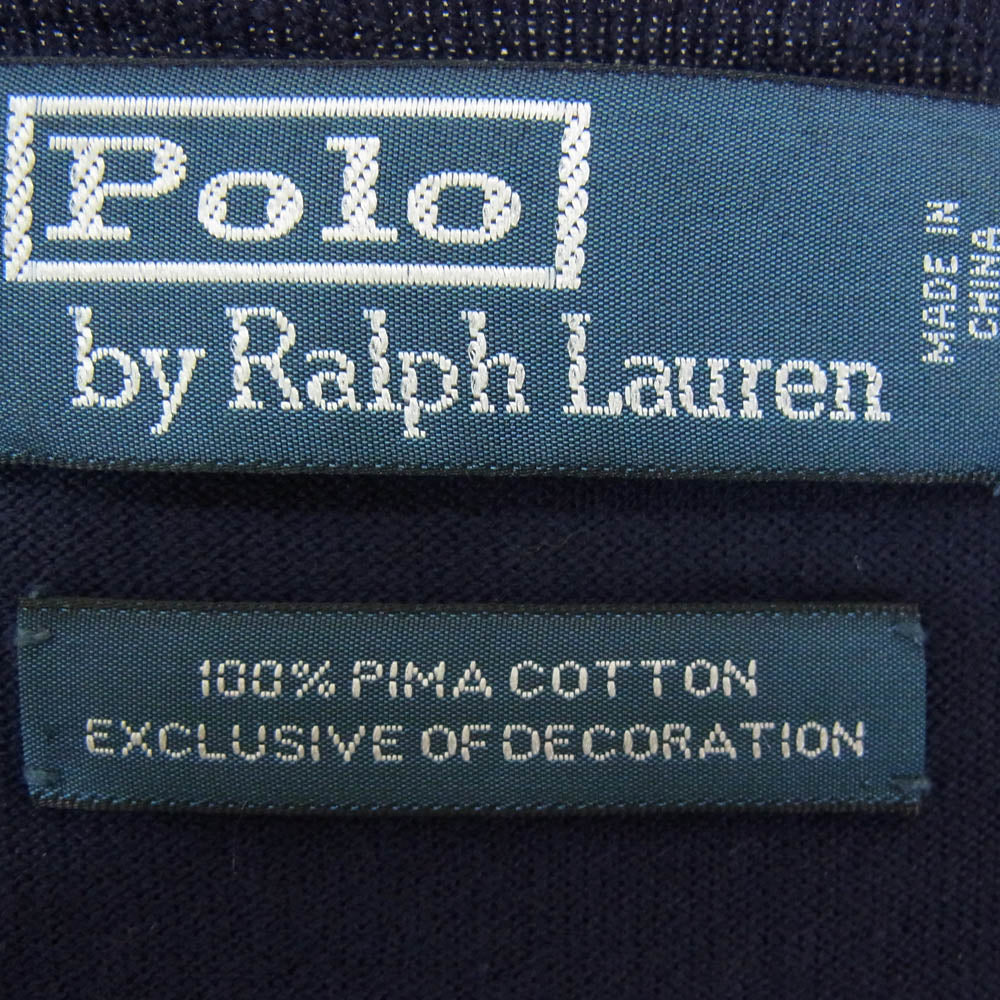 Polo
by Ralph Lauren
MADE IN
CHINA
100% PIMA COTTON
EXCLUSIVE OF DECORATION